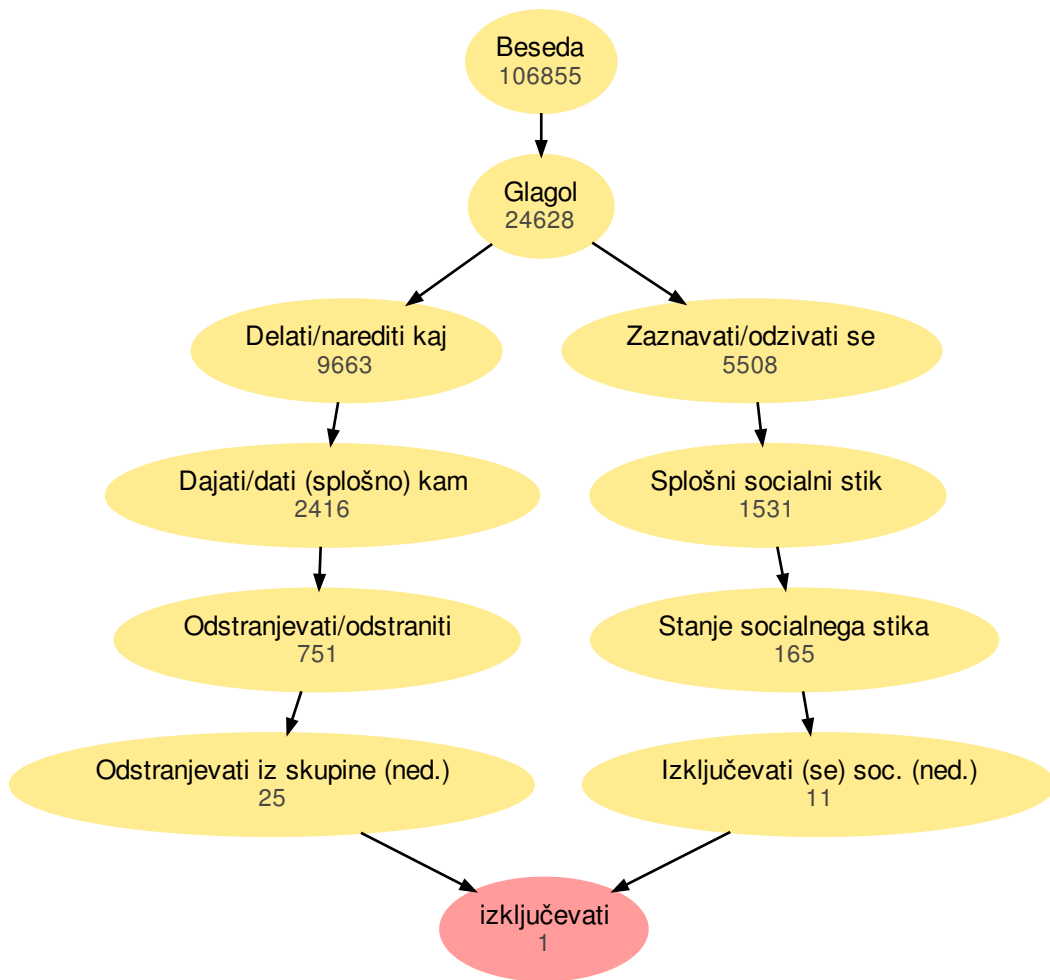 Beseda
106855
Glagol
24628
Delati/narediti kaj
9663
Zaznavati/odzivati se
5508
Dajati/dati (splošno) kam
2416
Splošni socialni stik
1531
Odstranjevati/odstraniti
751
Stanje socialnega stika
165
Odstranjevati iz skupine (ned.)
25
Izključevati (se) soc. (ned.)
11
izključevati
1